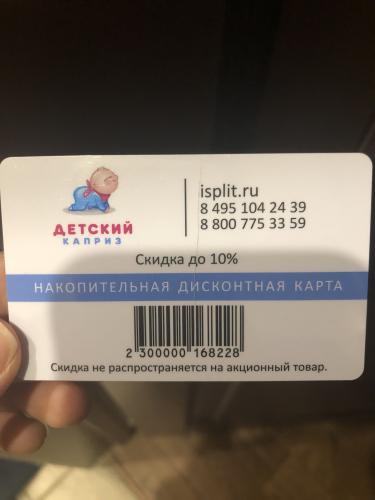 ДЕТСКИЙ
КАПРИЗ
isplit.ru
8 495 104 24 39
8 800 775 33 59
Скидка до 10%
НАКОПИТЕЛЬНАЯ ДИСКОНТНАЯ КАРТА
2 300000 168228
Скидка не распространяется на акционный товар.